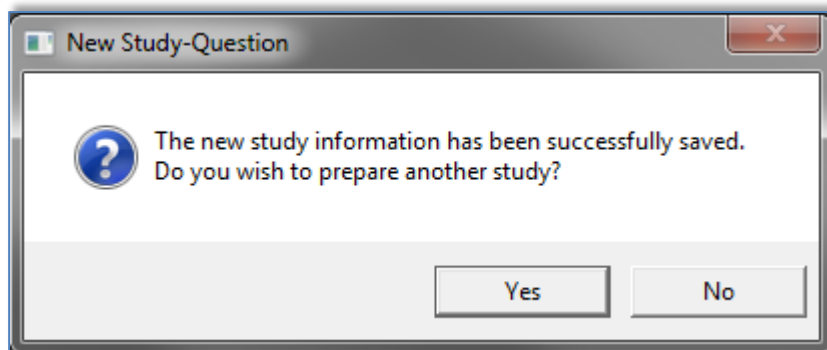 New Study-Question
The new study information has been successfully saved.
Do you wish to prepare another study?
Yes
No